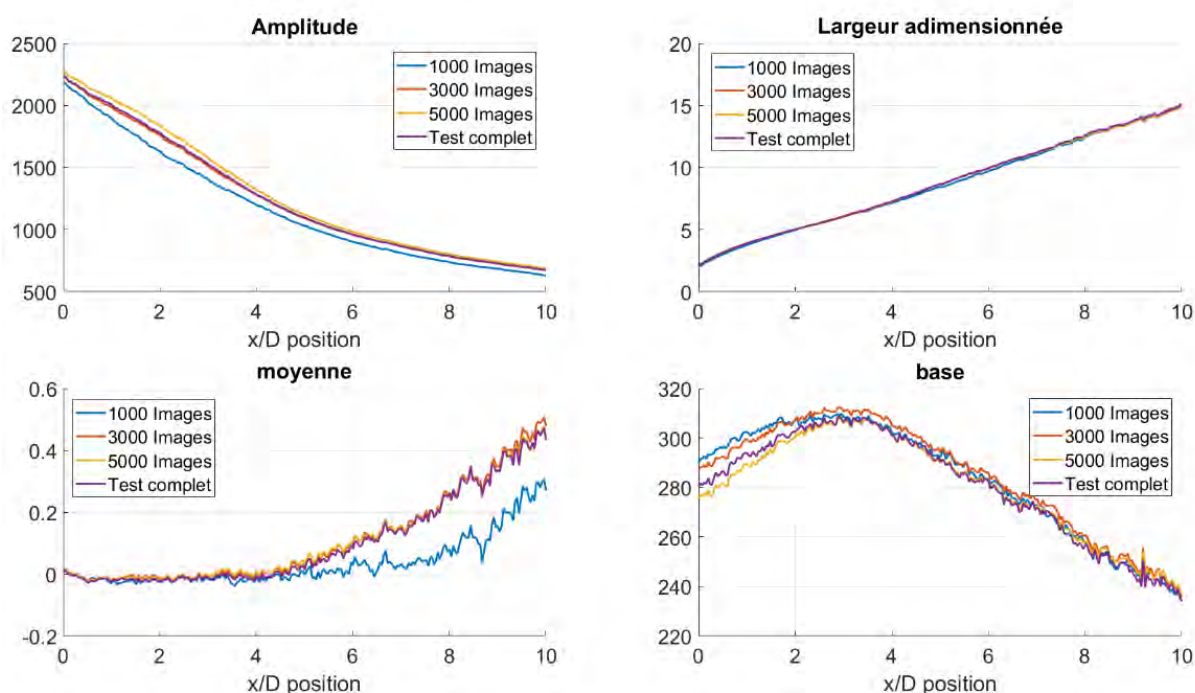 Amplitude
2500
2000
1500
1000
500
0 2 4 6 8 10
x/D position
1000 Images
3000 Images
5000 Images
Test complet
Largeur adimensionnée
20
15
10
5
0
0 2 4 6 8 10
x/D position
1000 Images
3000 Images
5000 Images
Test complet
moyenne
0.6
0.4
0.2
0
-0.2
0 2 4 6 8 10
x/D position
1000 Images
3000 Images
5000 Images
Test complet
base
320
300
280
260
240
220
0 2 4 6 8 10
x/D position
1000 Images
3000 Images
5000 Images
Test complet